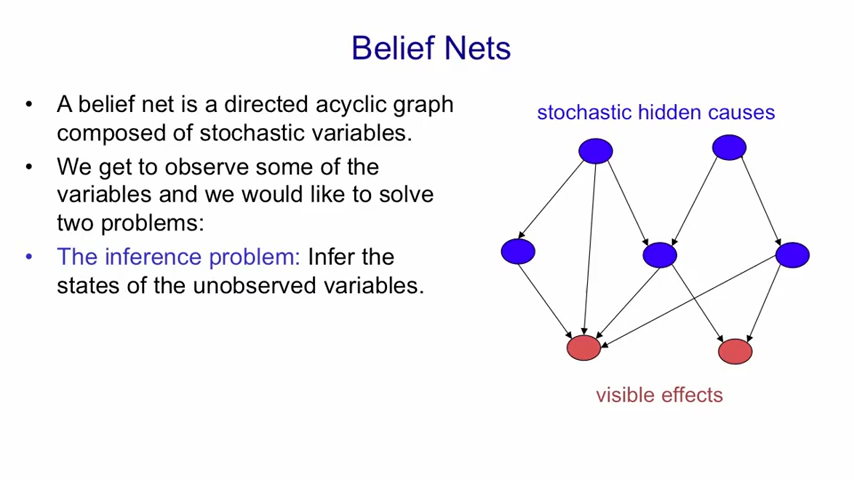 Belief Nets
• A belief net is a directed acyclic graph
composed of stochastic variables.
• We get to observe some of the
variables and we would like to solve
two problems:
• The inference problem: Infer the
states of the unobserved variables.
stochastic hidden causes
visible effects